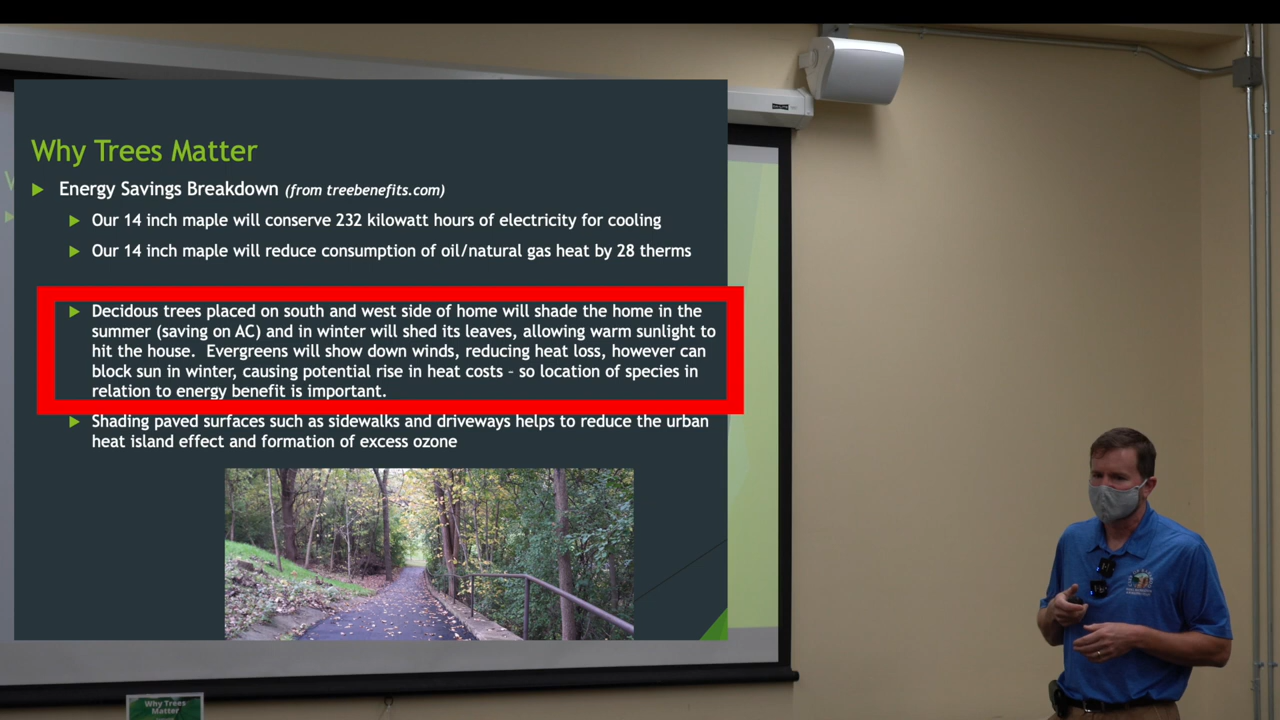 Why Trees Matter
Energy Savings Breakdown (from treebenefits.com)
Our 14 inch maple will conserve 232 kilowatt hours of electricity for cooling
Our 14 inch maple will reduce consumption of oil/natural gas heat by 28 therms
Decidous trees placed on south and west side of home will shade the home in the
summer (saving on AC) and in winter will shed its leaves, allowing warm sunlight to
hit the house. Evergreens will show down winds, reducing heat loss, however can
block sun in winter, causing potential rise in heat costs – so location of species in
relation to energy benefit is important.
Shading paved surfaces such as sidewalks and driveways helps to reduce the urban
heat island effect and formation of excess ozone
Why Trees
Matter